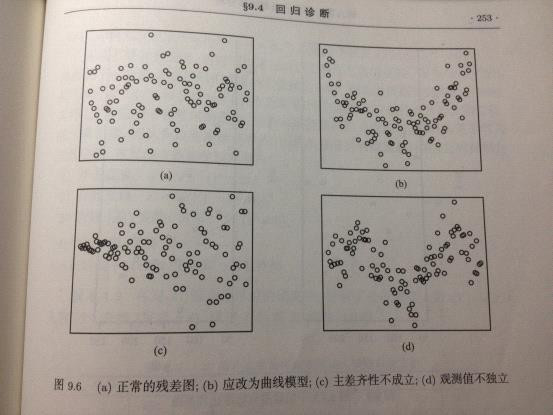 §9.4 回归诊断
· 253 ·
(a)
(b)
(c)
(d)
图 9.6 (a) 正常的残差图; (b) 应改为曲线模型; (c) 主差齐性不成立; (d) 观测值不独立